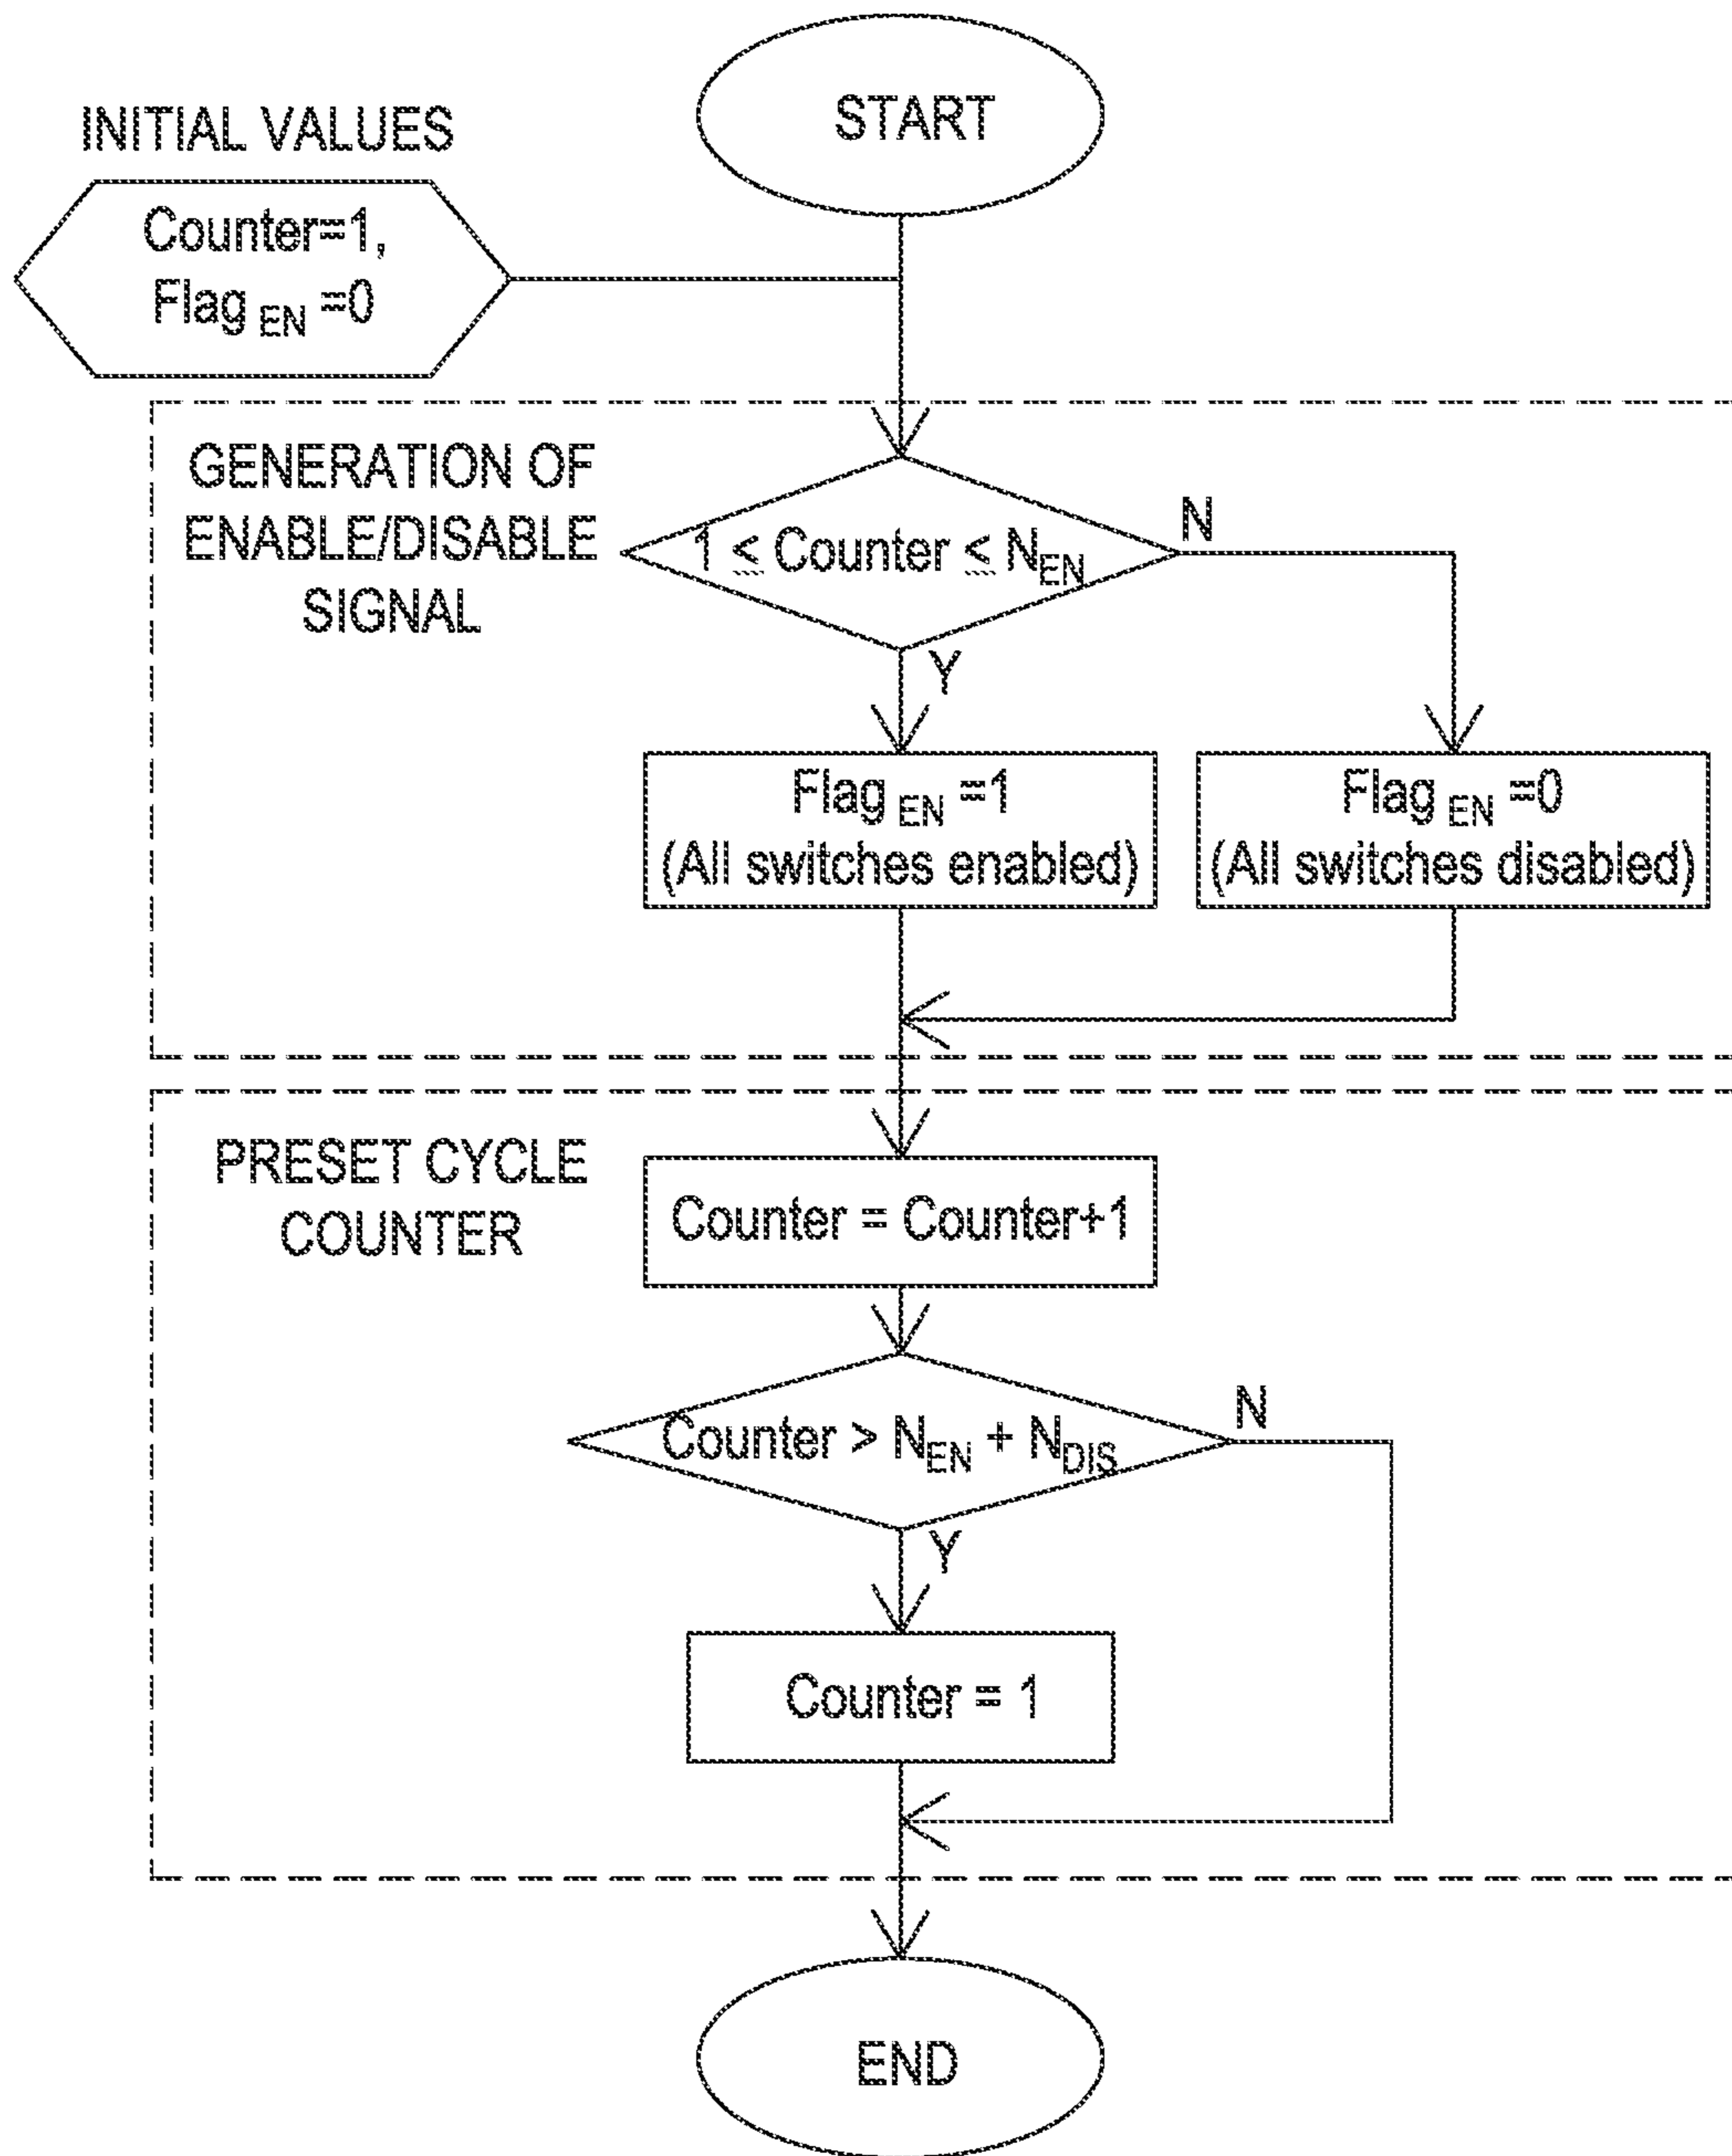 START
INITIAL VALUES
Counter=1,
Flag EN =0
GENERATION OF
ENABLE/DISABLE
SIGNAL
1 ≤ Counter ≤ NEN
N
Y
Flag EN =1
(All switches enabled)
Flag EN =0
(All switches disabled)
PRESET CYCLE
COUNTER
Counter = Counter+1
Counter > NEN + NDIS
N
Y
Counter = 1
END